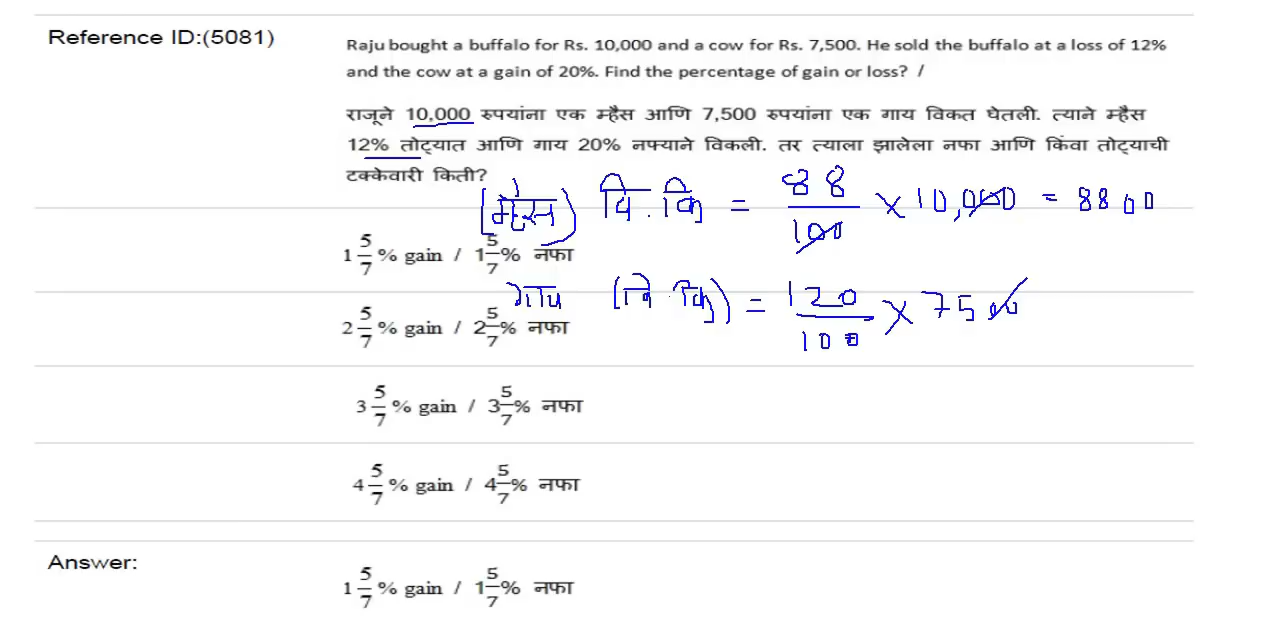 Reference ID:(5081)
Raju bought a buffalo for Rs. 10,000 and a cow for Rs. 7,500. He sold the buffalo at a loss of 12%
and the cow at a gain of 20%. Find the percentage of gain or loss? /
राजूने 10,000 रुपयांना एक म्हैस आणि 7,500 रुपयांना एक गाय विकत घेतली. त्याने म्हैस
12% तोट्यात आणि गाय 20% नफ्याने विकली. तर त्याला झालेला नफा आणि किंवा तोट्याची
टक्केवारी किती?
(म्हैस) वि. कि = 88/100 × 10,000 = 8800
1 5/7 % gain / 1 5/7 % नफा
गाय (वि. कि) = 120/100 × 7500
2 5/7 % gain / 2 5/7 % नफा
3 5/7 % gain / 3 5/7 % नफा
4 5/7 % gain / 4 5/7 % नफा
Answer:
1 5/7 % gain / 1 5/7 % नफा